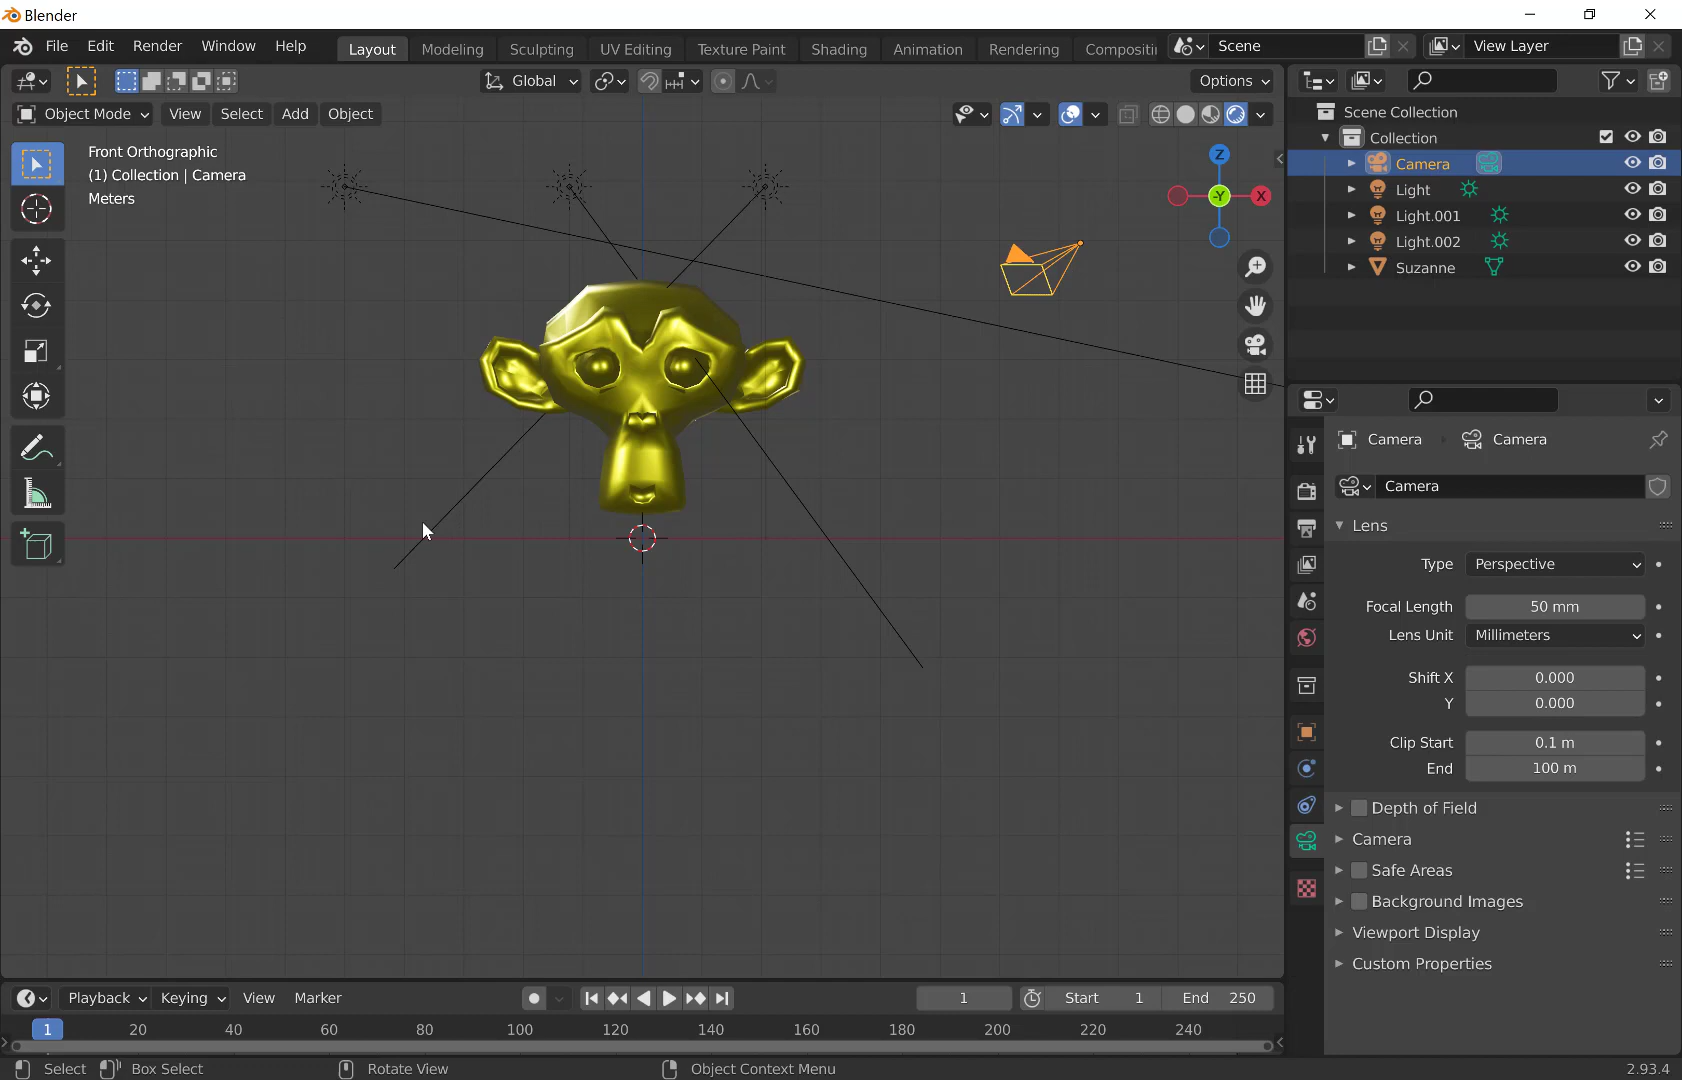 Blender
File Edit Render Window Help Layout Modeling Sculpting UV Editing Texture Paint Shading Animation Rendering Compositi Scene View Layer
Global Options
Object Mode View Select Add Object
Front Orthographic
(1) Collection | Camera
Meters
Z
-Y X
Scene Collection
Collection
Camera
Light
Light.001
Light.002
Suzanne
Camera Camera
Camera
Lens
Type Perspective
Focal Length 50 mm
Lens Unit Millimeters
Shift X 0.000
Y 0.000
Clip Start 0.1 m
End 100 m
Depth of Field
Camera
Safe Areas
Background Images
Viewport Display
Custom Properties
Playback Keying View Marker 1 Start 1 End 250
1 20 40 60 80 100 120 140 160 180 200 220 240
Select Box Select Rotate View Object Context Menu 2.93.4